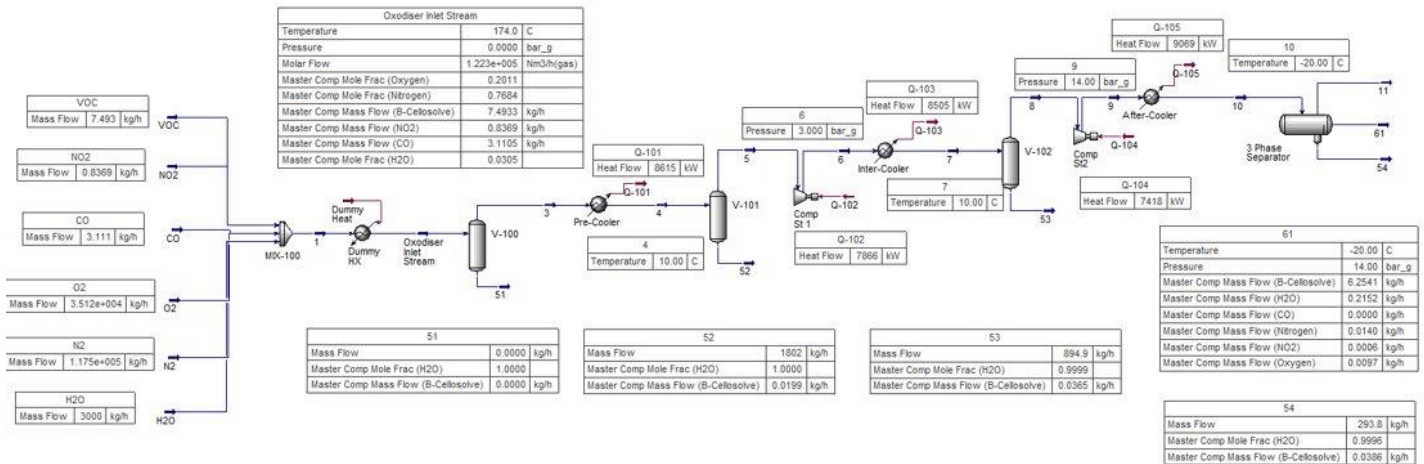 Oxodiser Inlet Stream
Temperature 174.0 C
Pressure 0.0000 bar_g
Molar Flow 1.223e+005 Nm3/h(gas)
Master Comp Mole Frac (Oxygen) 0.2011
Master Comp Mole Frac (Nitrogen) 0.7684
Master Comp Mass Flow (B-Cellosolve) 7.4933 kg/h
Master Comp Mass Flow (NO2) 0.8369 kg/h
Master Comp Mass Flow (CO) 3.1105 kg/h
Master Comp Mole Frac (H2O) 0.0305
VOC
Mass Flow 7.493 kg/h
VOC
NO2
Mass Flow 0.8369 kg/h
NO2
CO
Mass Flow 3.111 kg/h
CO
O2
Mass Flow 3.512e+004 kg/h
O2
N2
Mass Flow 1.175e+005 kg/h
N2
H2O
Mass Flow 3000 kg/h
H2O
MIX-100
1
Dummy
Heat
Dummy
HX
Oxodiser
Inlet
Stream
V-100
51
3
Q-101
Heat Flow 8615 kW
Q-101
Pre-Cooler
4
4
Temperature 10.00 C
V-101
52
5
6
Pressure 3.000 bar_g
Comp
St 1
Q-102
Q-102
Heat Flow 7866 kW
6
Q-103
Heat Flow 8505 kW
Q-103
Inter-Cooler
7
7
Temperature 10.00 C
V-102
53
8
9
Pressure 14.00 bar_g
Comp
St2
Q-104
Q-104
Heat Flow 7418 kW
9
Q-105
Heat Flow 9069 kW
Q-105
After-Cooler
10
10
Temperature -20.00 C
3 Phase
Separator
11
61
54
51
Mass Flow 0.0000 kg/h
Master Comp Mole Frac (H2O) 1.0000
Master Comp Mass Flow (B-Cellosolve) 0.0000 kg/h
52
Mass Flow 1802 kg/h
Master Comp Mole Frac (H2O) 1.0000
Master Comp Mass Flow (B-Cellosolve) 0.0199 kg/h
53
Mass Flow 894.9 kg/h
Master Comp Mole Frac (H2O) 0.9999
Master Comp Mass Flow (B-Cellosolve) 0.0365 kg/h
61
Temperature -20.00 C
Pressure 14.00 bar_g
Master Comp Mass Flow (B-Cellosolve) 6.2541 kg/h
Master Comp Mass Flow (H2O) 0.2152 kg/h
Master Comp Mass Flow (CO) 0.0000 kg/h
Master Comp Mass Flow (Nitrogen) 0.0140 kg/h
Master Comp Mass Flow (NO2) 0.0006 kg/h
Master Comp Mass Flow (Oxygen) 0.0097 kg/h
54
Mass Flow 293.8 kg/h
Master Comp Mole Frac (H2O) 0.9996
Master Comp Mass Flow (B-Cellosolve) 0.0386 kg/h